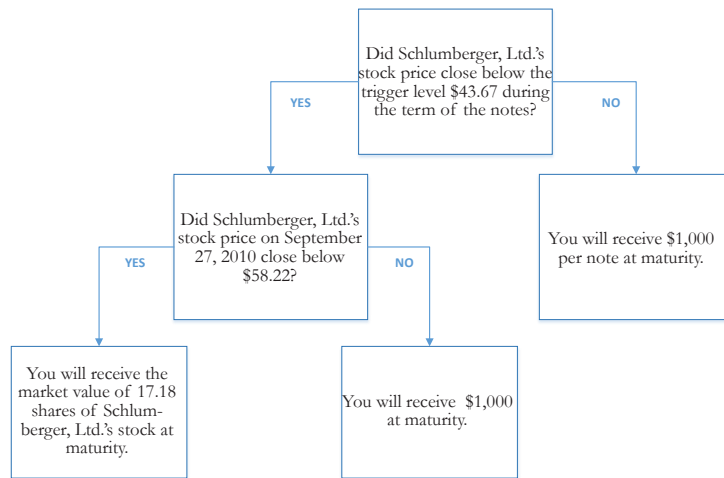 Did Schlumberger, Ltd.'s
stock price close below the
trigger level $43.67 during
the term of the notes?
YES
NO
Did Schlumberger, Ltd.'s
stock price on September
27, 2010 close below
$58.22?
You will receive $1,000
per note at maturity.
YES
NO
You will receive the
market value of 17.18
shares of Schlum-
berger, Ltd.'s stock at
maturity.
You will receive $1,000
at maturity.